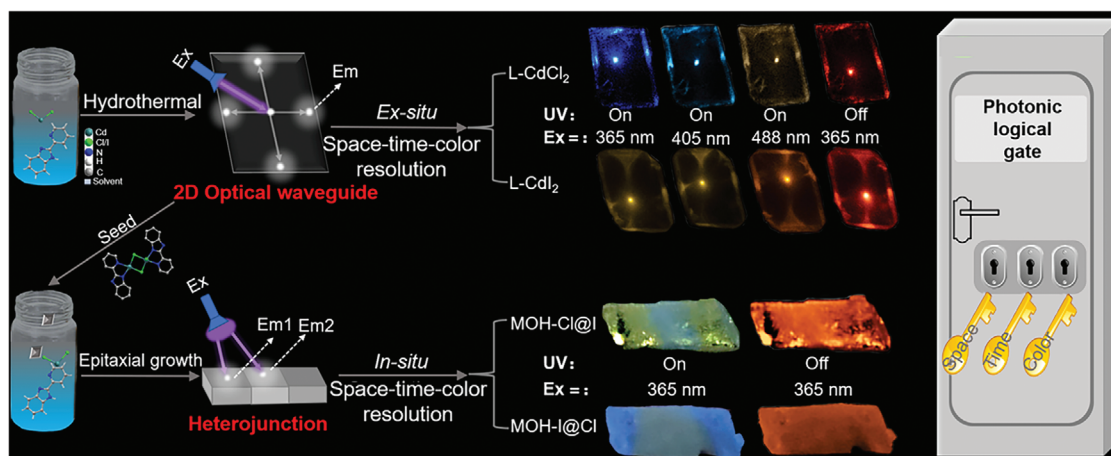 Hydrothermal
Cd
Cl/I
N
H
C
Solvent
Ex
Em
2D Optical waveguide
Ex-situ
Space-time-color
resolution
L-CdCl2
UV: On On On Off
Ex =: 365 nm 405 nm 488 nm 365 nm
L-CdI2
Seed
Epitaxial growth
Ex
Em1
Em2
Heterojunction
In-situ
Space-time-color
resolution
MOH-Cl@I
UV: On Off
Ex =: 365 nm 365 nm
MOH-I@Cl
Photonic
logical
gate
Space
Time
Color